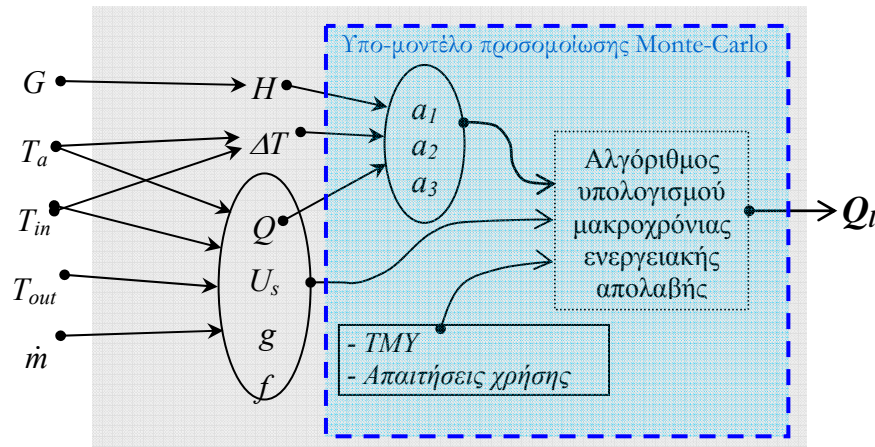 Υπο-μοντέλο προσομοίωσης Monte-Carlo
G
H
a1
a2
a3
Ta
ΔT
Tin
Q
Us
g
f
Tout
ṁ
Αλγόριθμος
υπολογισμού
μακροχρόνιας
ενεργειακής
απολαβής
Ql
- TMY
- Απαιτήσεις χρήσης